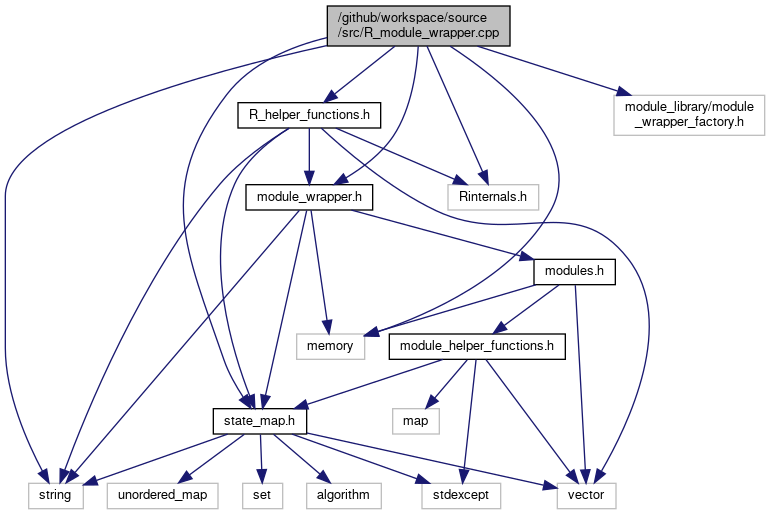 /github/workspace/source
/src/R_module_wrapper.cpp
module_library/module
_wrapper_factory.h
R_helper_functions.h
module_wrapper.h
Rinternals.h
modules.h
memory
module_helper_functions.h
state_map.h
map
string
unordered_map
set
algorithm
stdexcept
vector